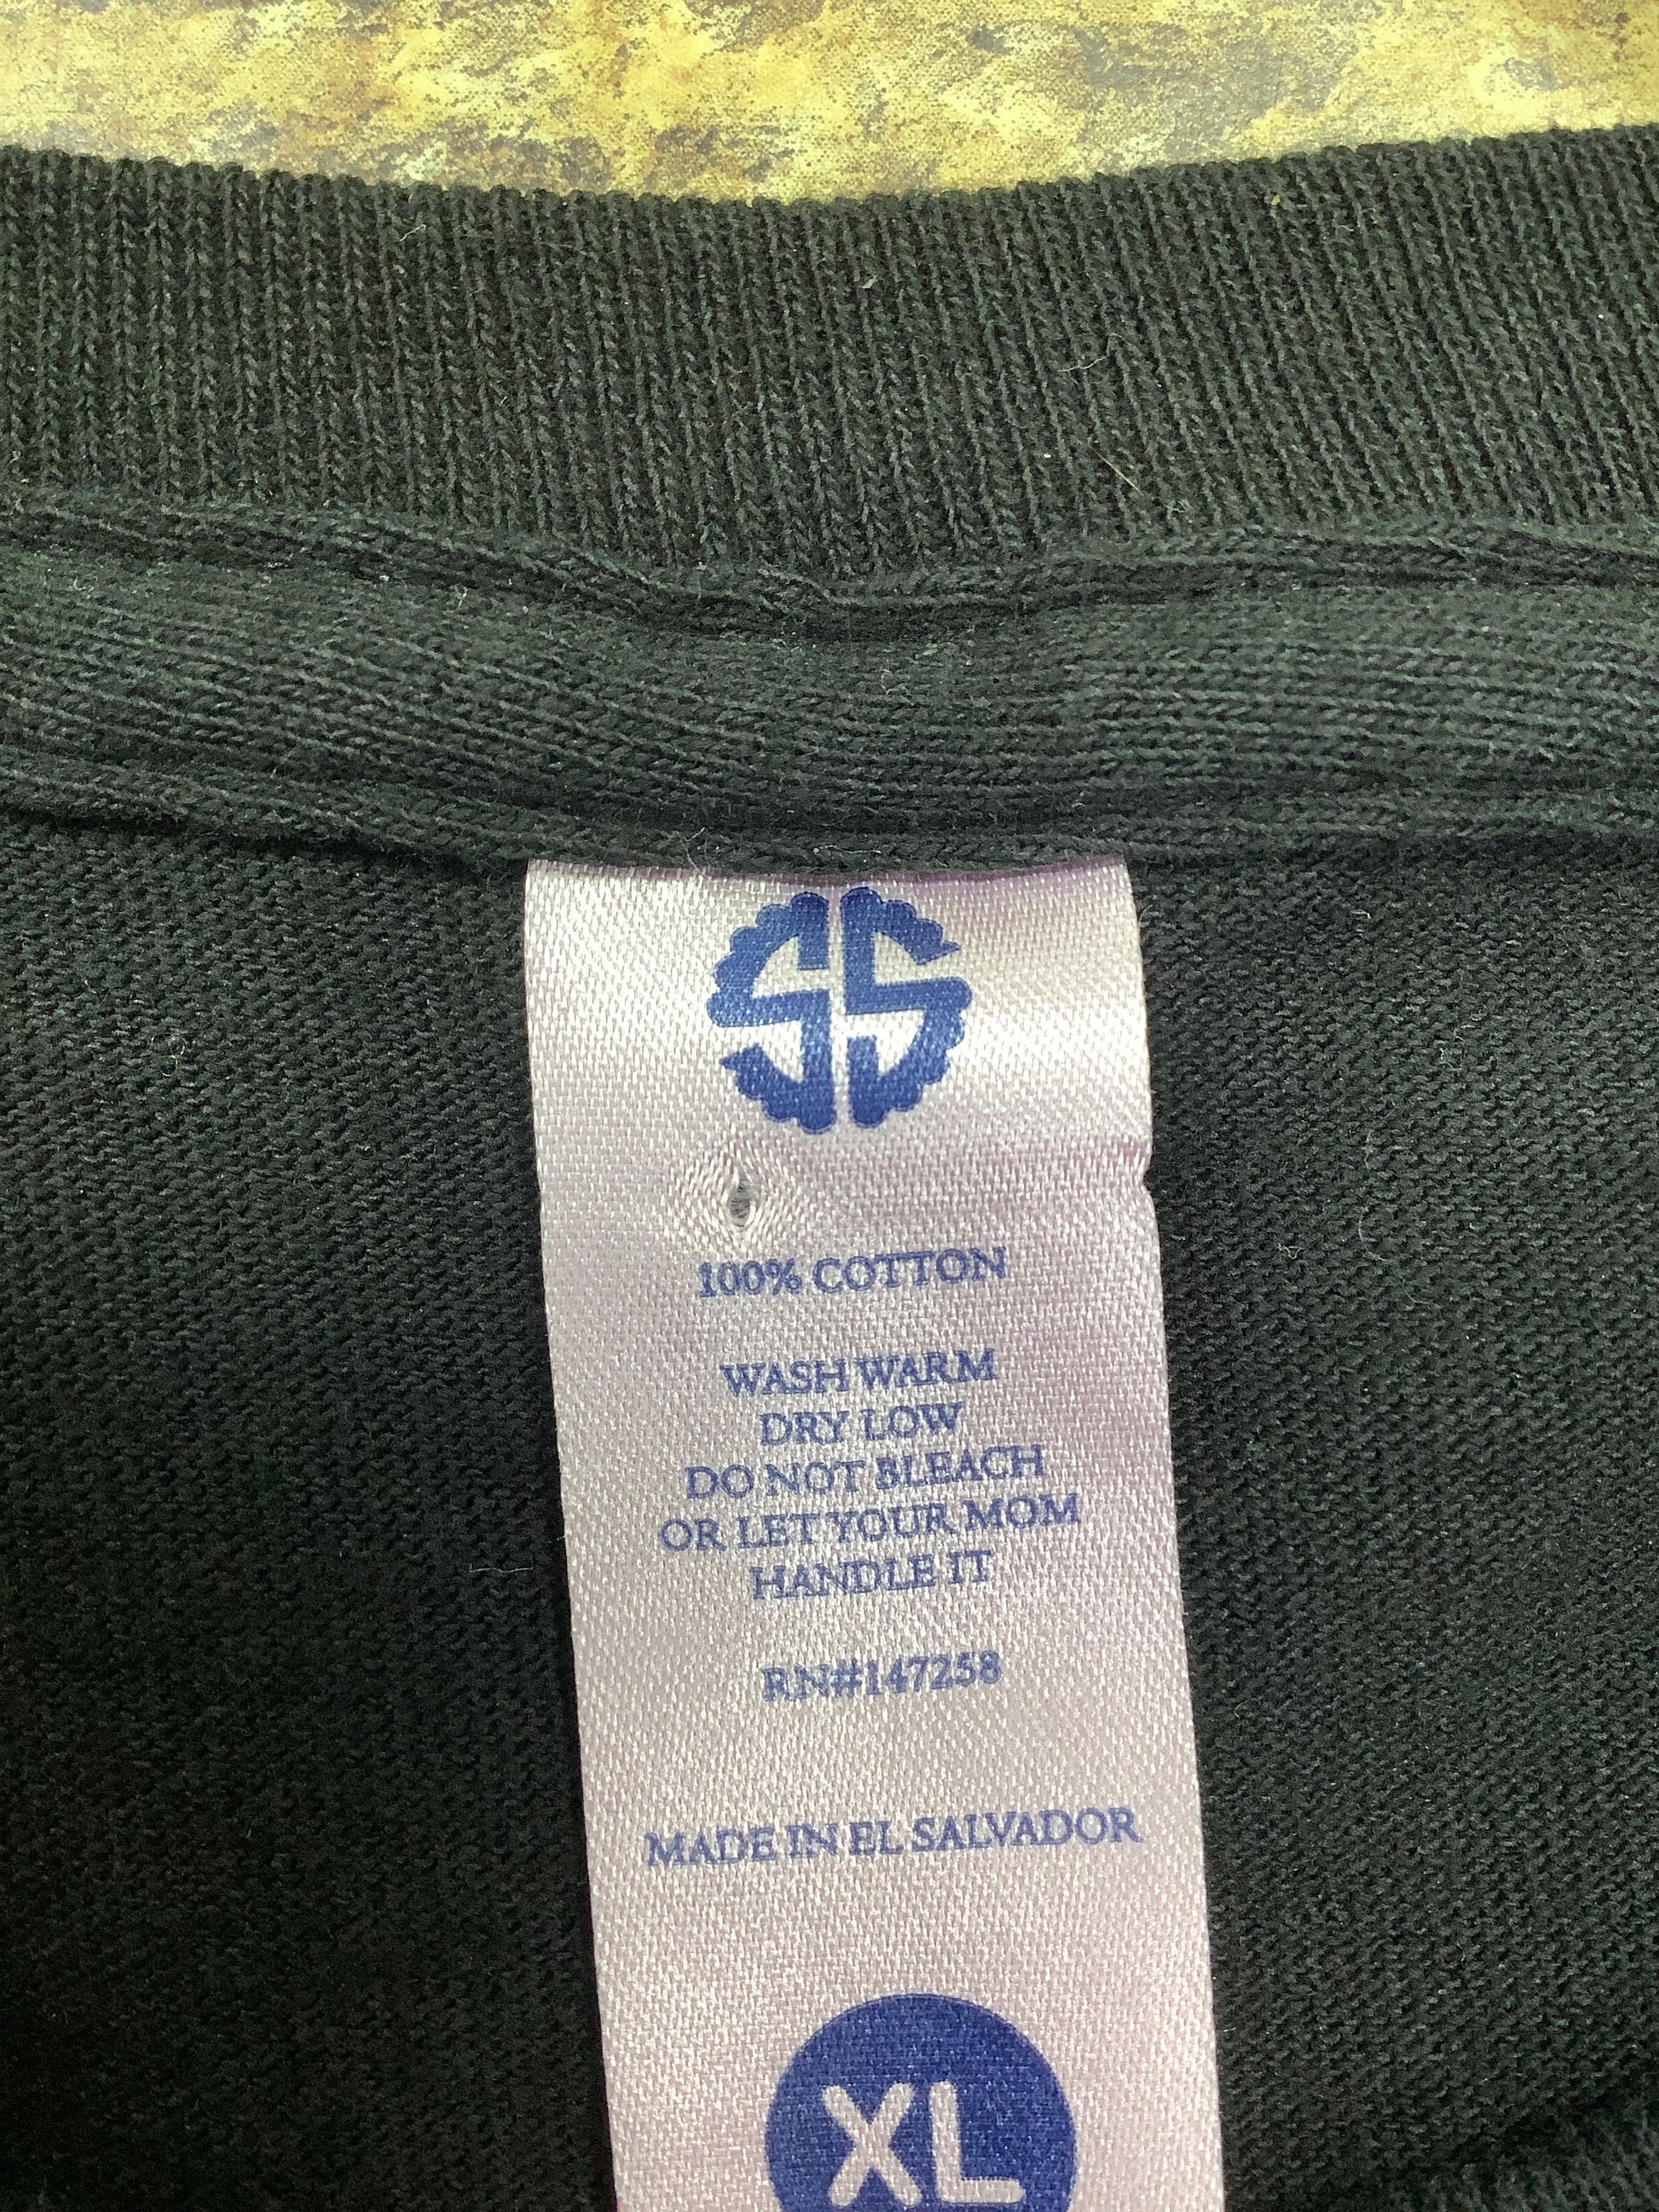 SS
100% COTTON
WASH WARM
DRY LOW
DO NOT BLEACH
OR LET YOUR MOM
HANDLE IT
RN#147258
MADE IN EL SALVADOR
XL